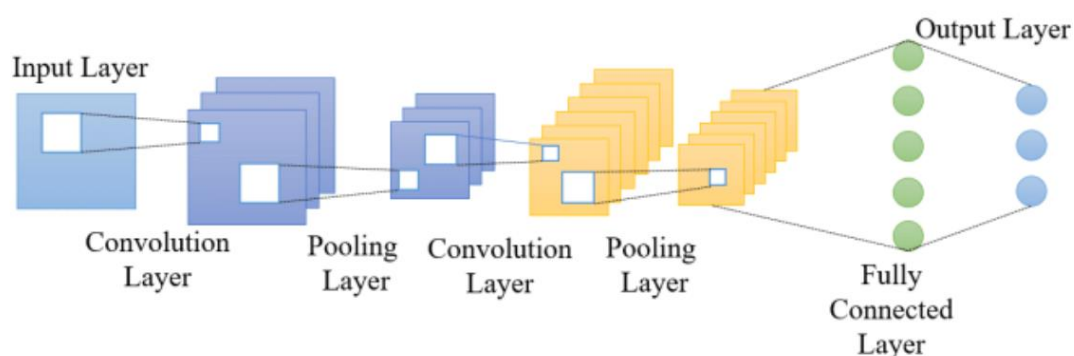 Input Layer
Output Layer
Convolution
Layer
Pooling
Layer
Convolution
Layer
Pooling
Layer
Fully
Connected
Layer